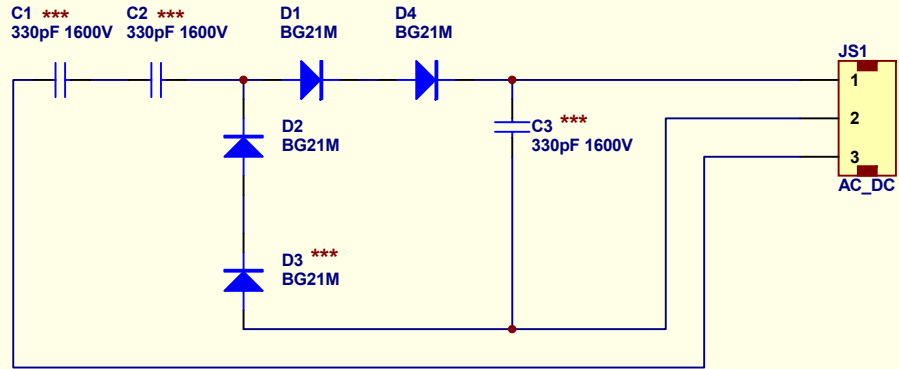 C1 ***
330pF 1600V
C2 ***
330pF 1600V
D1
BG21M
D4
BG21M
JS1
1
2
3
AC_DC
D2
BG21M
C3 ***
330pF 1600V
D3 ***
BG21M